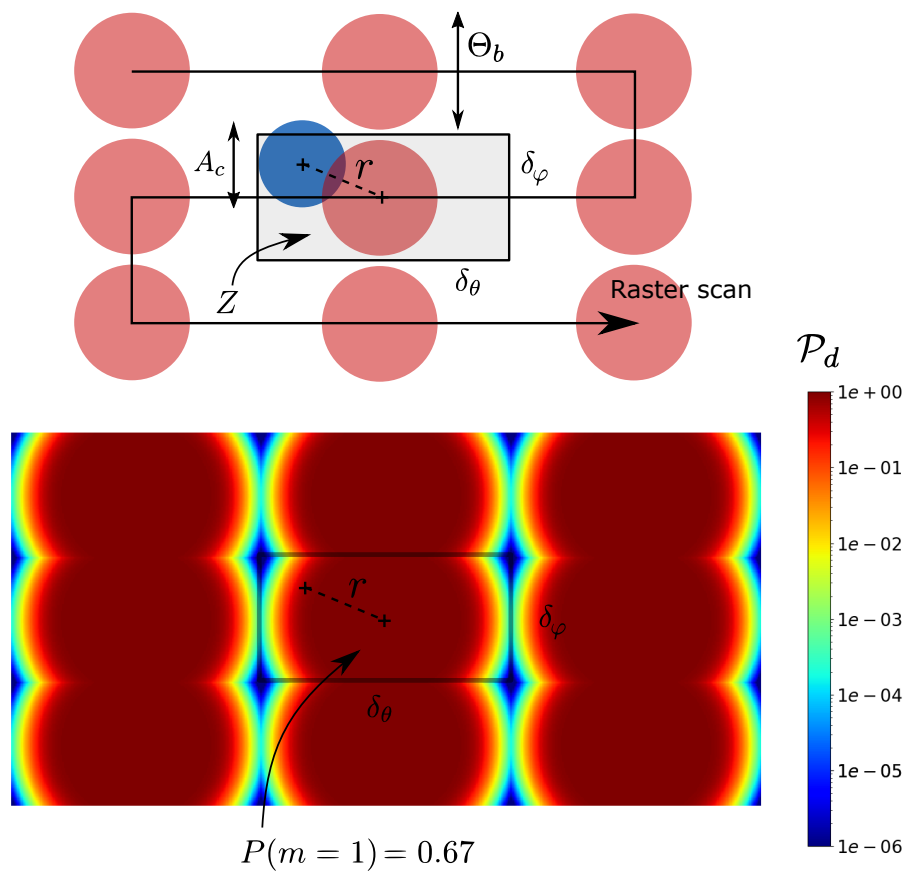 Θ_b
A_c
r
δ_φ
Z
δ_θ
Raster scan
𝒫_d
1e + 00
1e − 01
1e − 02
1e − 03
1e − 04
1e − 05
1e − 06
r
δ_φ
δ_θ
P(m = 1) = 0.67